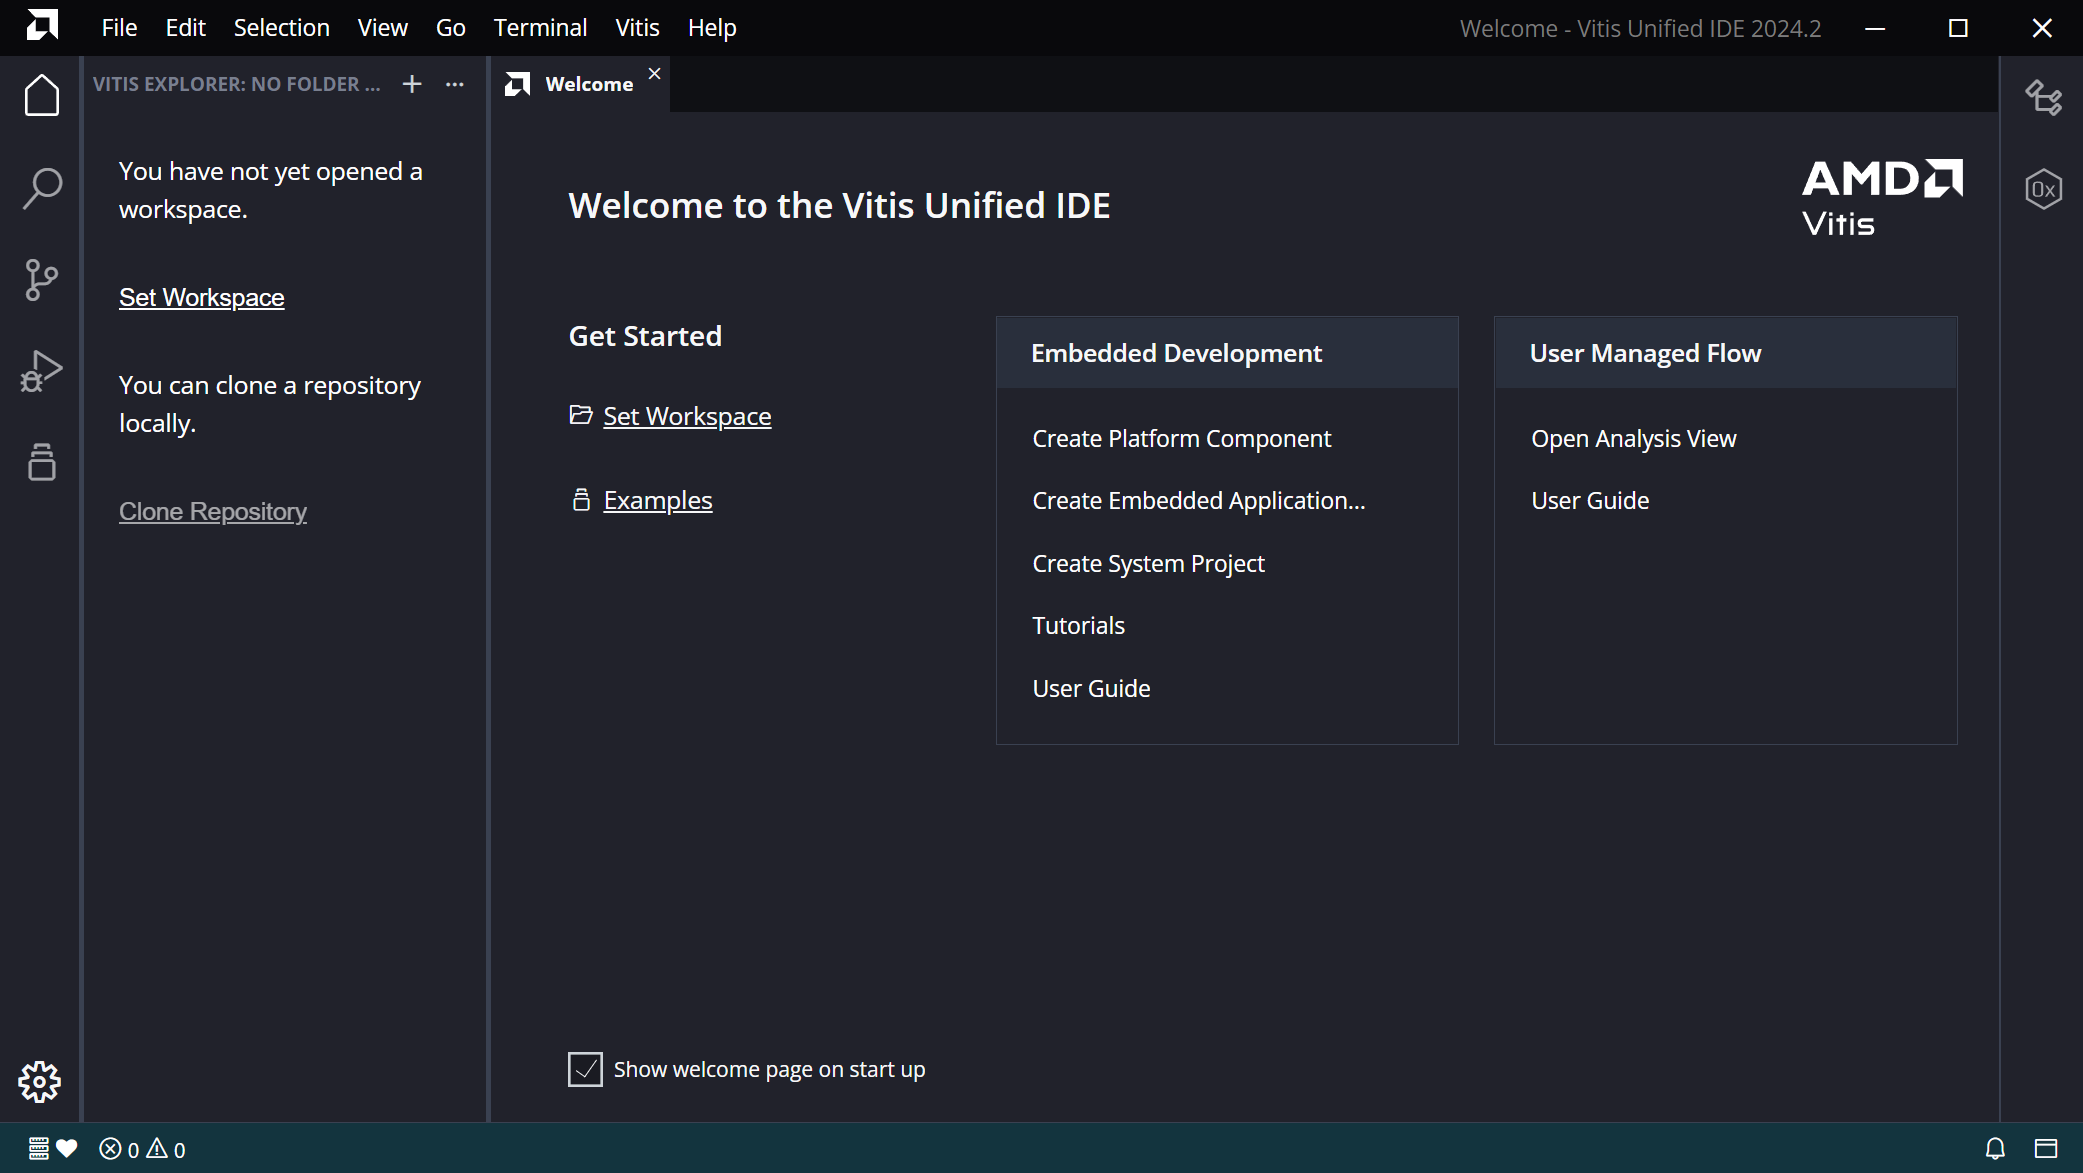 File Edit Selection View Go Terminal Vitis Help
Welcome - Vitis Unified IDE 2024.2
VITIS EXPLORER: NO FOLDER ...
Welcome
You have not yet opened a
workspace.
Set Workspace
You can clone a repository
locally.
Clone Repository
Welcome to the Vitis Unified IDE
AMD
Vitis
Get Started
Set Workspace
Examples
Embedded Development
Create Platform Component
Create Embedded Application...
Create System Project
Tutorials
User Guide
User Managed Flow
Open Analysis View
User Guide
0x
Show welcome page on start up
0 0